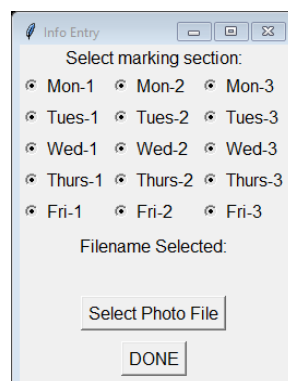 Info Entry
Select marking section:
Mon-1 Mon-2 Mon-3
Tues-1 Tues-2 Tues-3
Wed-1 Wed-2 Wed-3
Thurs-1 Thurs-2 Thurs-3
Fri-1 Fri-2 Fri-3
Filename Selected:
Select Photo File
DONE